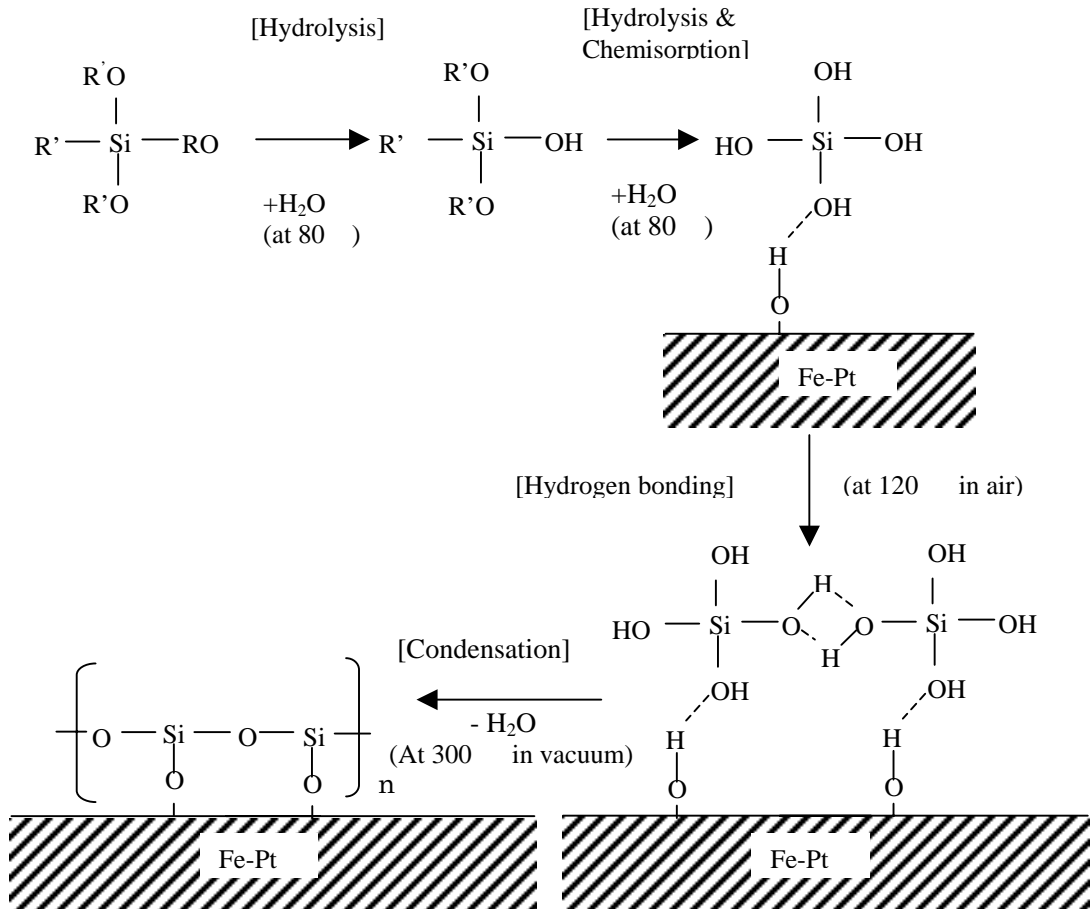 [Hydrolysis]
[Hydrolysis &
Chemisorption]
R'O
R'O
OH
R' Si RO
R' Si OH
HO Si OH
R'O
R'O
OH
+H₂O
(at 80 )
+H₂O
(at 80 )
H
O
Fe-Pt
[Hydrogen bonding]
(at 120 in air)
OH
OH
H
HO Si O O Si OH
H
OH
OH
H
H
O
O
Fe-Pt
[Condensation]
- H₂O
(At 300 in vacuum)
O Si O Si
O O n
Fe-Pt